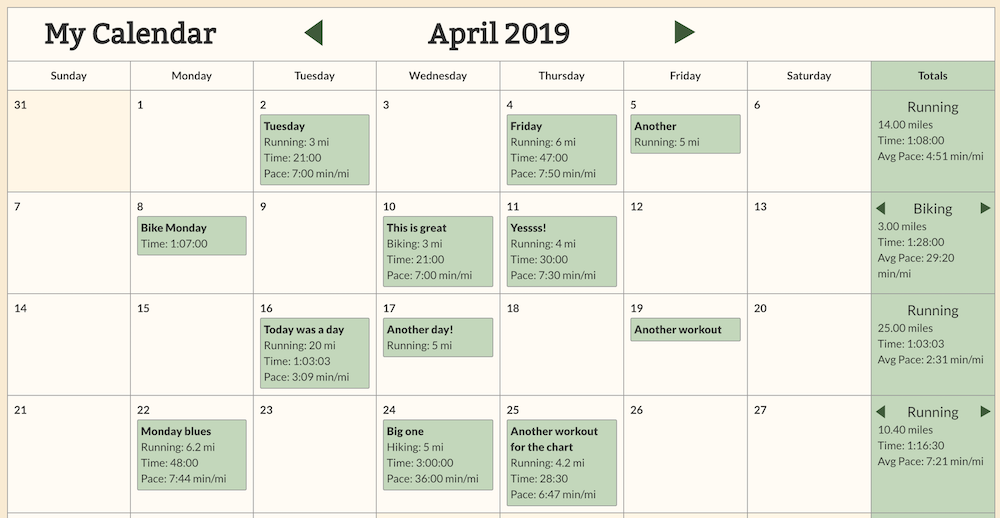 My Calendar
April 2019
Sunday
Monday
Tuesday
Wednesday
Thursday
Friday
Saturday
Totals
31
1
2
Tuesday
Running: 3 mi
Time: 21:00
Pace: 7:00 min/mi
3
4
Friday
Running: 6 mi
Time: 47:00
Pace: 7:50 min/mi
5
Another
Running: 5 mi
6
Running
14.00 miles
Time: 1:08:00
Avg Pace: 4:51 min/mi
7
8
Bike Monday
Time: 1:07:00
9
10
This is great
Biking: 3 mi
Time: 21:00
Pace: 7:00 min/mi
11
Yessss!
Running: 4 mi
Time: 30:00
Pace: 7:30 min/mi
12
13
Biking
3.00 miles
Time: 1:28:00
Avg Pace: 29:20
min/mi
14
15
16
Today was a day
Running: 20 mi
Time: 1:03:03
Pace: 3:09 min/mi
17
Another day!
Running: 5 mi
18
19
Another workout
20
Running
25.00 miles
Time: 1:03:03
Avg Pace: 2:31 min/mi
21
22
Monday blues
Running: 6.2 mi
Time: 48:00
Pace: 7:44 min/mi
23
24
Big one
Hiking: 5 mi
Time: 3:00:00
Pace: 36:00 min/mi
25
Another workout
for the chart
Running: 4.2 mi
Time: 28:30
Pace: 6:47 min/mi
26
27
Running
10.40 miles
Time: 1:16:30
Avg Pace: 7:21 min/mi